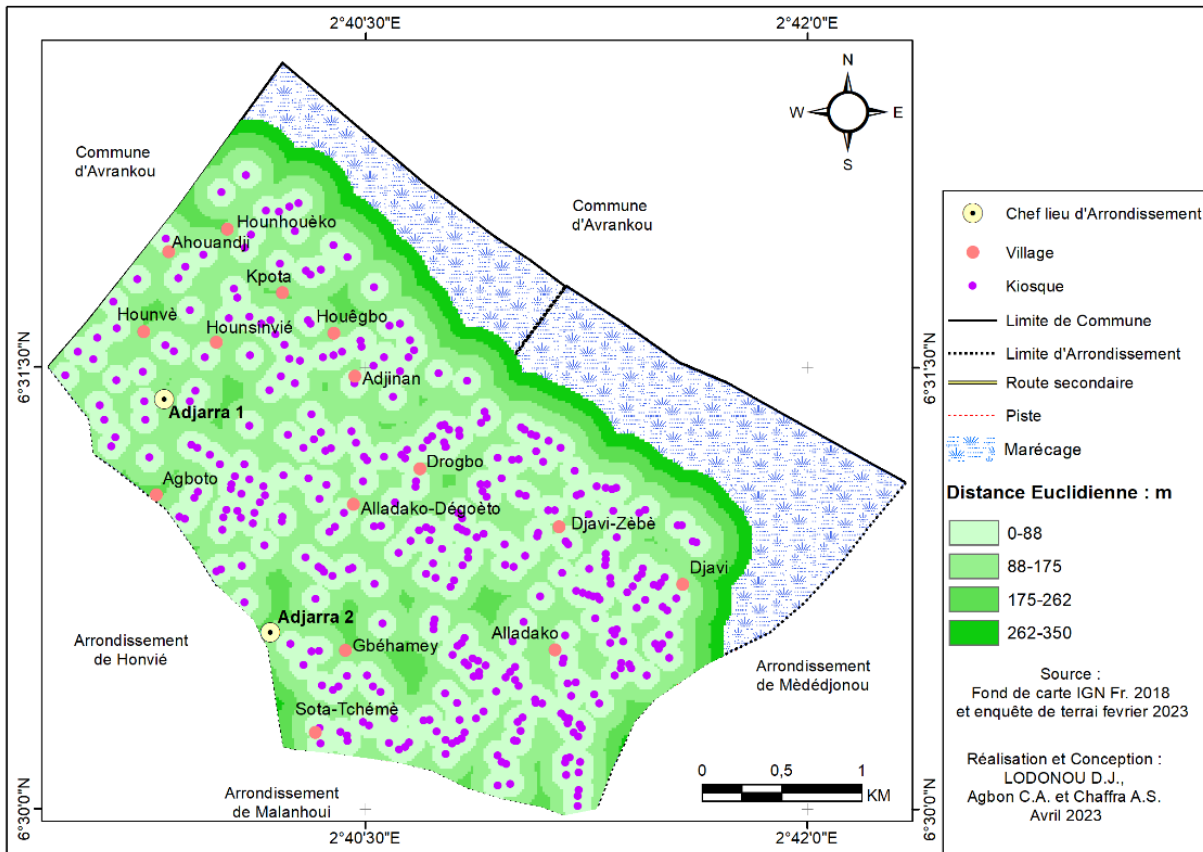 2°40'30"E
2°42'0"E
N
W
E
S
Commune
d'Avrankou
Commune
d'Avrankou
Hounhouèko
Ahouandji
Kpota
Hounvè
Hounsinvié
Houêgbo
6°31'30"N
6°31'30"N
Adjinan
Adjarra 1
Drogbo
Agboto
Alladako-Dégoèto
Djavi-Zèbè
Djavi
Adjarra 2
Arrondissement
de Honvié
Gbéhamey
Alladako
Arrondissement
de Mèdédjonou
Sota-Tchémè
0
0,5
1
KM
Arrondissement
de Malanhoui
6°30'0"N
6°30'0"N
2°40'30"E
2°42'0"E
Chef lieu d'Arrondissement
Village
Kiosque
Limite de Commune
Limite d'Arrondissement
Route secondaire
Piste
Marécage
Distance Euclidienne : m
0-88
88-175
175-262
262-350
Source :
Fond de carte IGN Fr. 2018
et enquête de terrai fevrier 2023
Réalisation et Conception :
LODONOU D.J.,
Agbon C.A. et Chaffra A.S.
Avril 2023